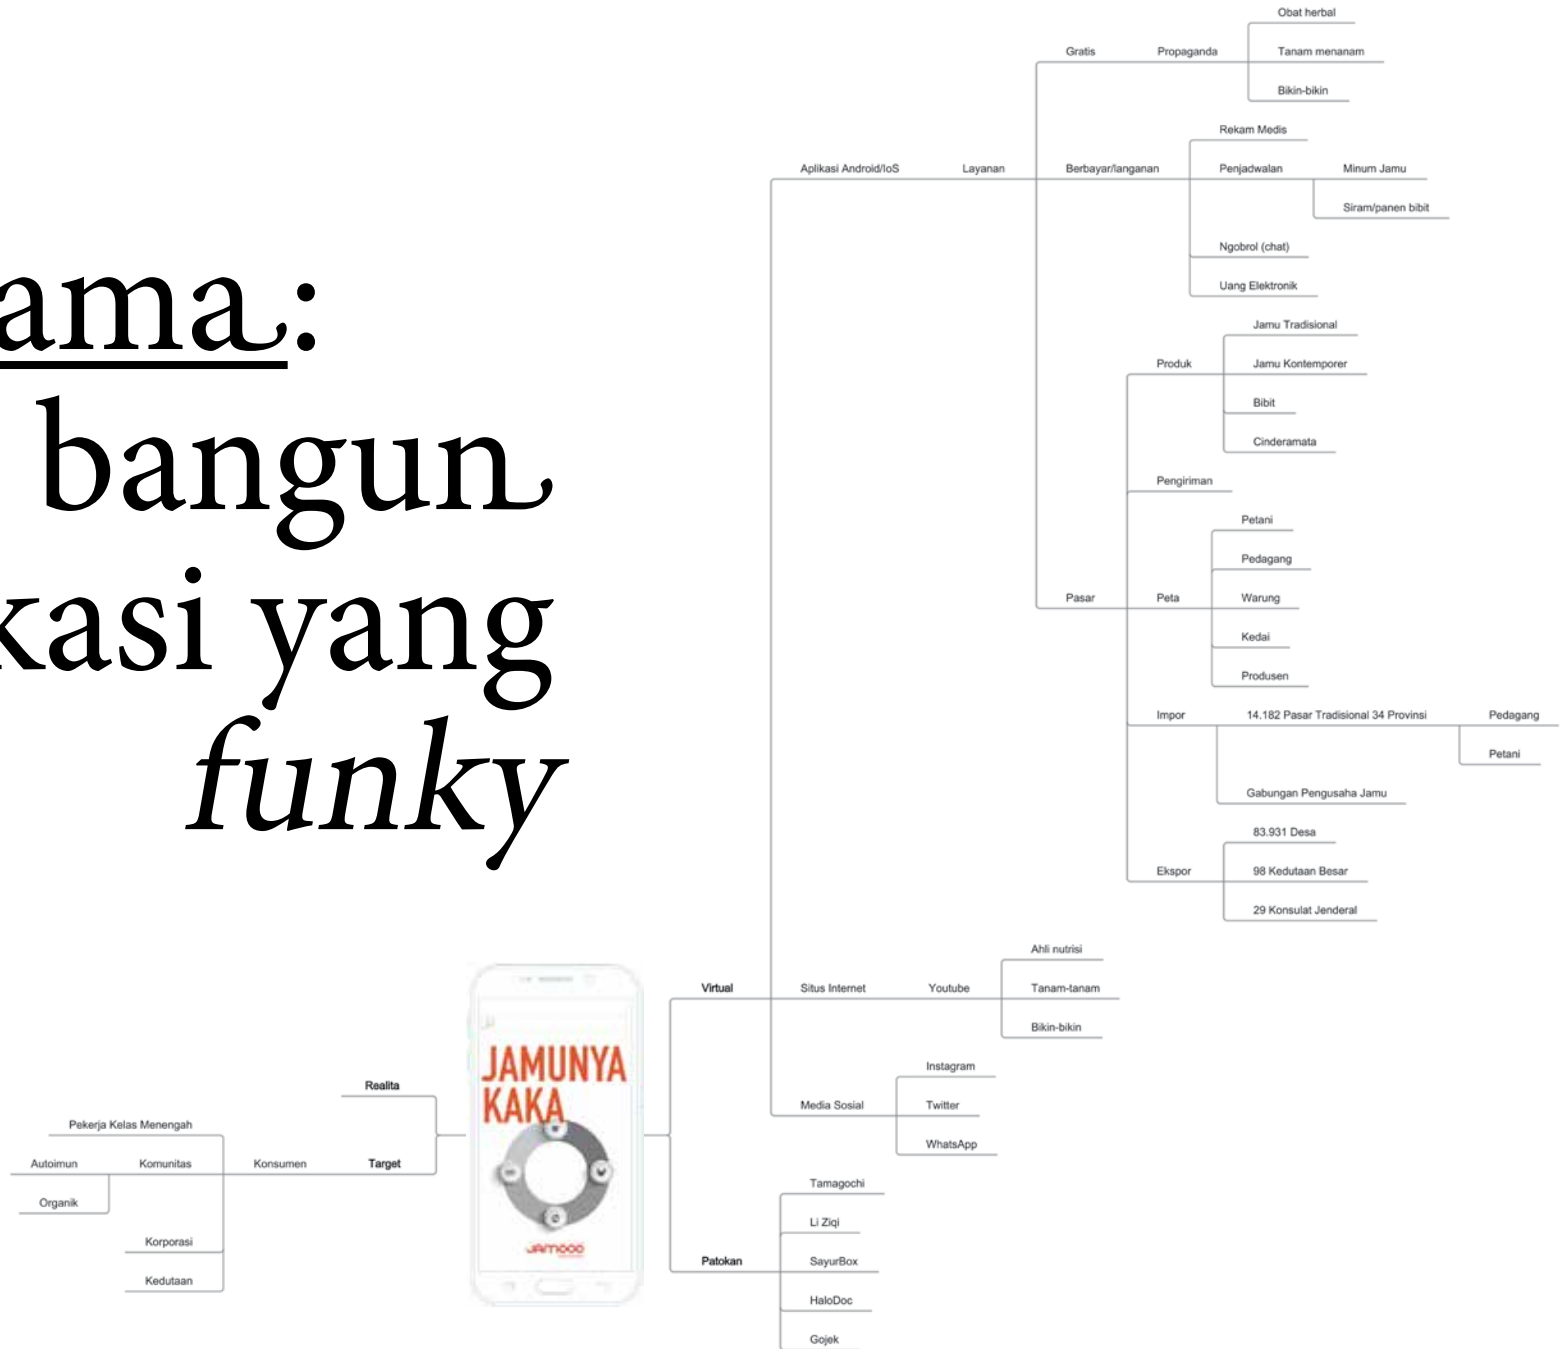 ama:
bangun
kasi yang
funky
Obat herbal
Gratis
Propaganda
Tanam menanam
Bikin-bikin
Rekam Medis
Aplikasi Android/IoS
Layanan
Berbayar/langanan
Penjadwalan
Minum Jamu
Siram/panen bibit
Ngobrol (chat)
Uang Elektronik
Jamu Tradisional
Produk
Jamu Kontemporer
Bibit
Cinderamata
Pengiriman
Petani
Pedagang
Pasar
Peta
Warung
Kedai
Produsen
Impor
14.182 Pasar Tradisional 34 Provinsi
Pedagang
Petani
Gabungan Pengusaha Jamu
83.931 Desa
Ekspor
98 Kedutaan Besar
29 Konsulat Jenderal
Ahli nutrisi
Virtual
Situs Internet
Youtube
Tanam-tanam
Bikin-bikin
Instagram
Media Sosial
Twitter
WhatsApp
JAMUNYA
KAKA
JAMOOO
Realita
Pekerja Kelas Menengah
Autoimun
Komunitas
Konsumen
Target
Organik
Korporasi
Kedutaan
Tamagochi
Li Ziqi
Patokan
SayurBox
HaloDoc
Gojek